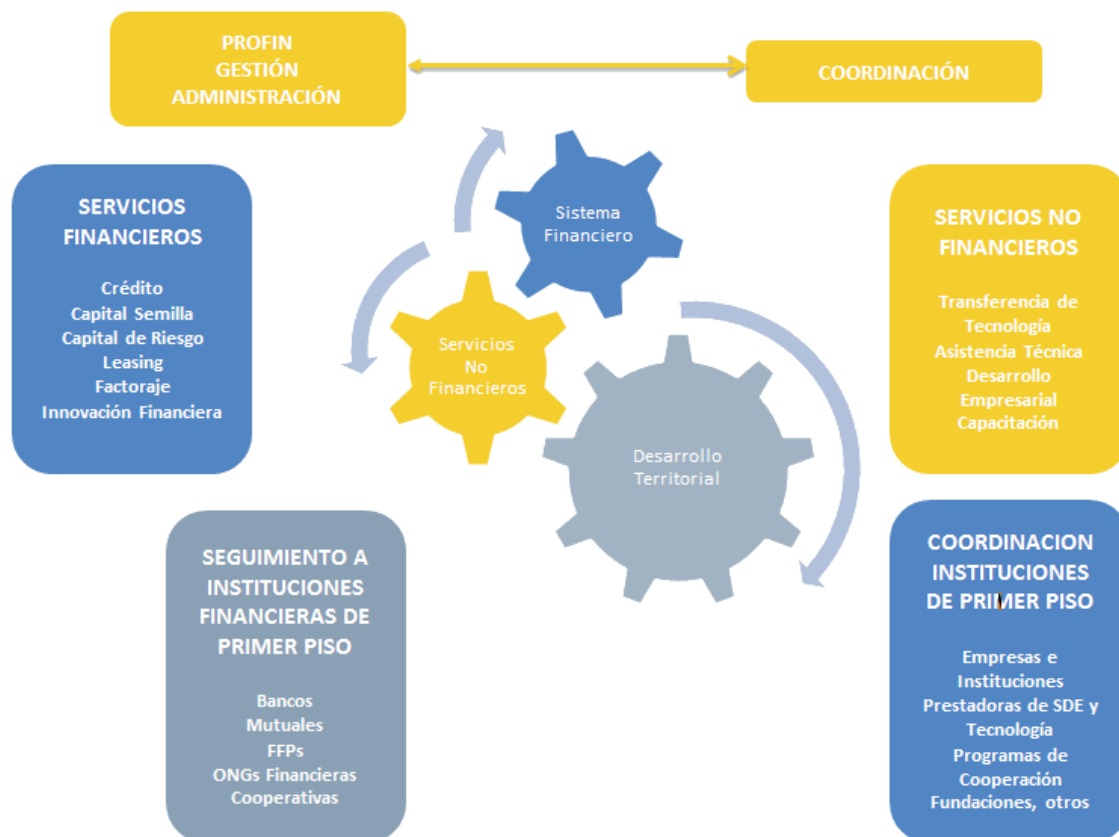 PROFIN
GESTIÓN
ADMINISTRACIÓN
COORDINACIÓN
SERVICIOS
FINANCIEROS
Crédito
Capital Semilla
Capital de Riesgo
Leasing
Factoraje
Innovación Financiera
Sistema
Financiero
Servicios
No
Financieros
Desarrollo
Territorial
SERVICIOS NO
FINANCIEROS
Transferencia de
Tecnología
Asistencia Técnica
Desarrollo
Empresarial
Capacitación
SEGUIMIENTO A
INSTITUCIONES
FINANCIERAS DE
PRIMER PISO
Bancos
Mutuales
FFPs
ONGs Financieras
Cooperativas
COORDINACION
INSTITUCIONES
DE PRIMER PISO
Empresas e
Instituciones
Prestadoras de SDE y
Tecnología
Programas de
Cooperación
Fundaciones, otros